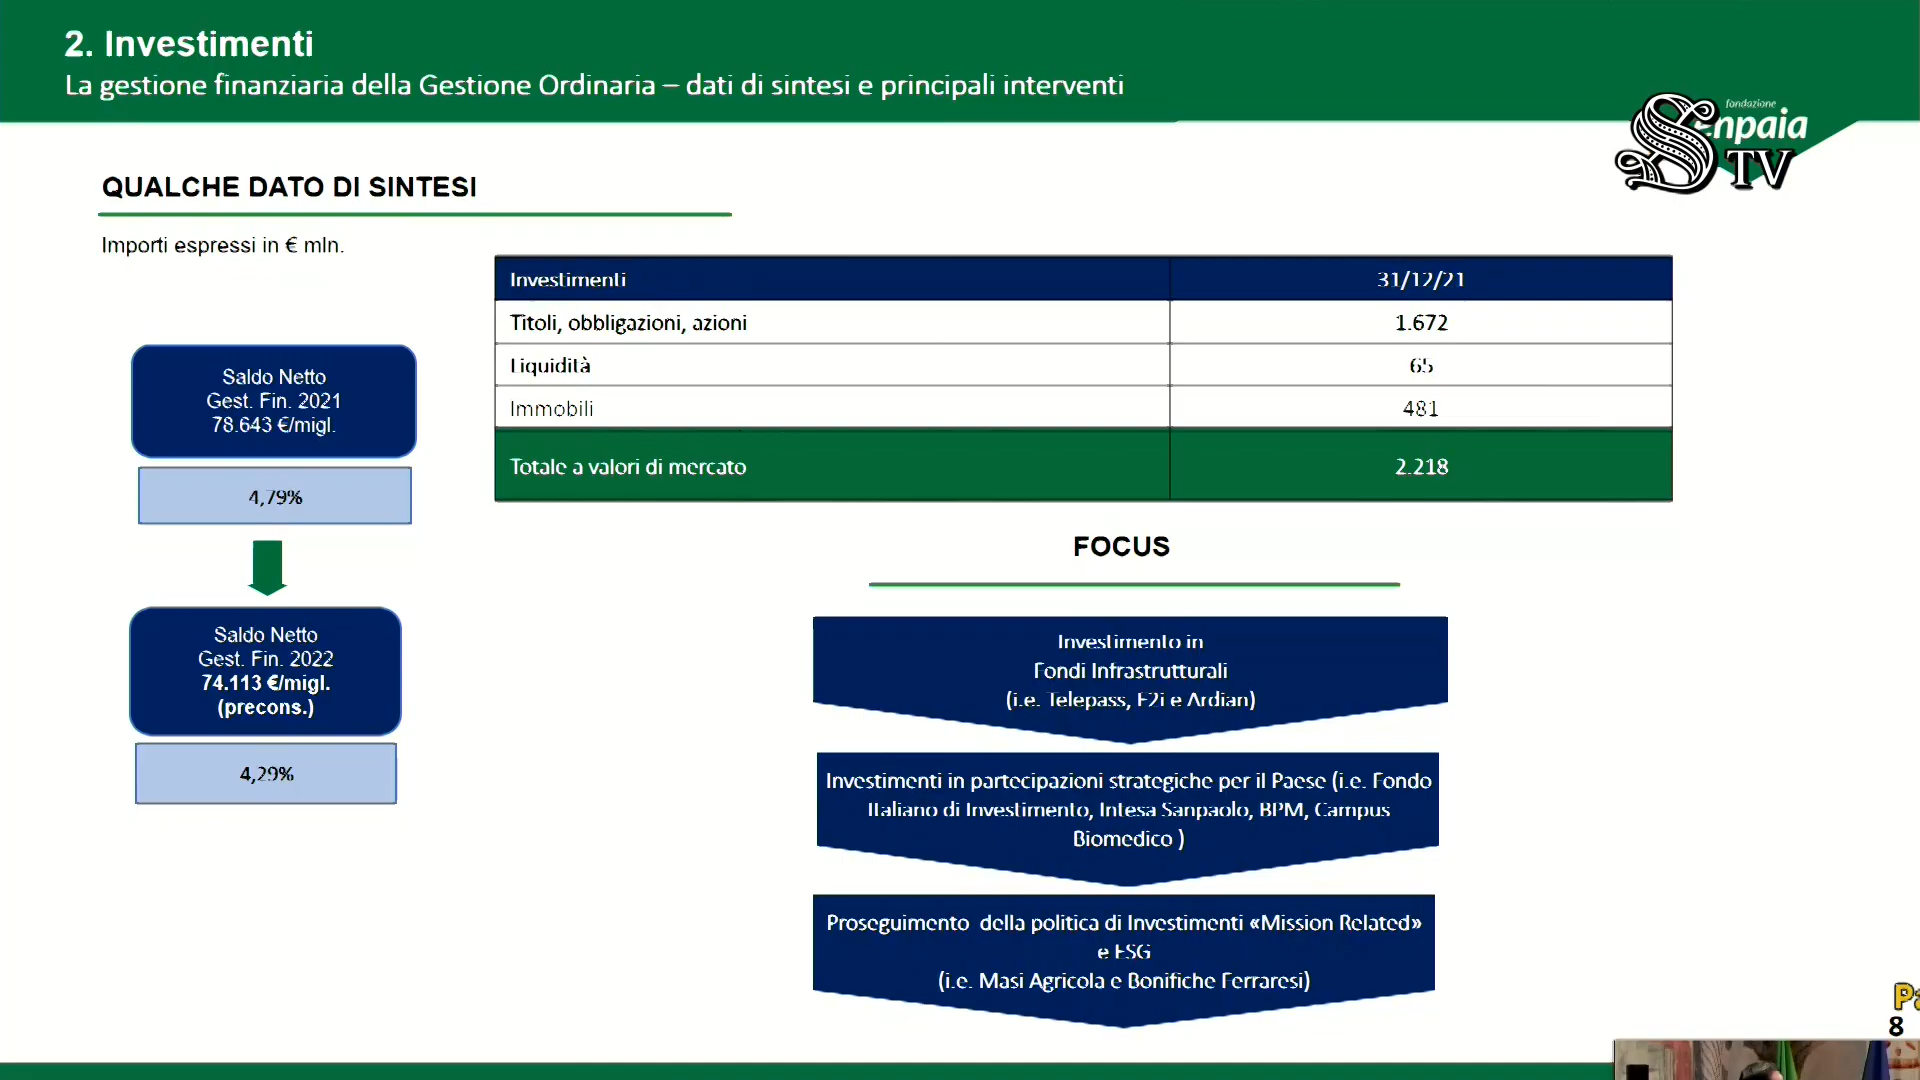 2. Investimenti
La gestione finanziaria della Gestione Ordinaria – dati di sintesi e principali interventi
fondazione
npaia
S TV
QUALCHE DATO DI SINTESI
Importi espressi in € mln.
Investimenti 31/12/21
Titoli, obbligazioni, azioni 1.672
Liquidità 65
Immobili 481
Totale a valori di mercato 2.218
Saldo Netto
Gest. Fin. 2021
78.643 €/migl.
4,79%
Saldo Netto
Gest. Fin. 2022
74.113 €/migl.
(precons.)
4,29%
FOCUS
Investimento in
Fondi Infrastrutturali
(i.e. Telepass, F2i e Ardian)
Investimenti in partecipazioni strategiche per il Paese (i.e. Fondo
Italiano di Investimento, Intesa Sanpaolo, BPM, Campus
Biomedico )
Proseguimento della politica di Investimenti «Mission Related»
e ESG
(i.e. Masi Agricola e Bonifiche Ferraresi)
8